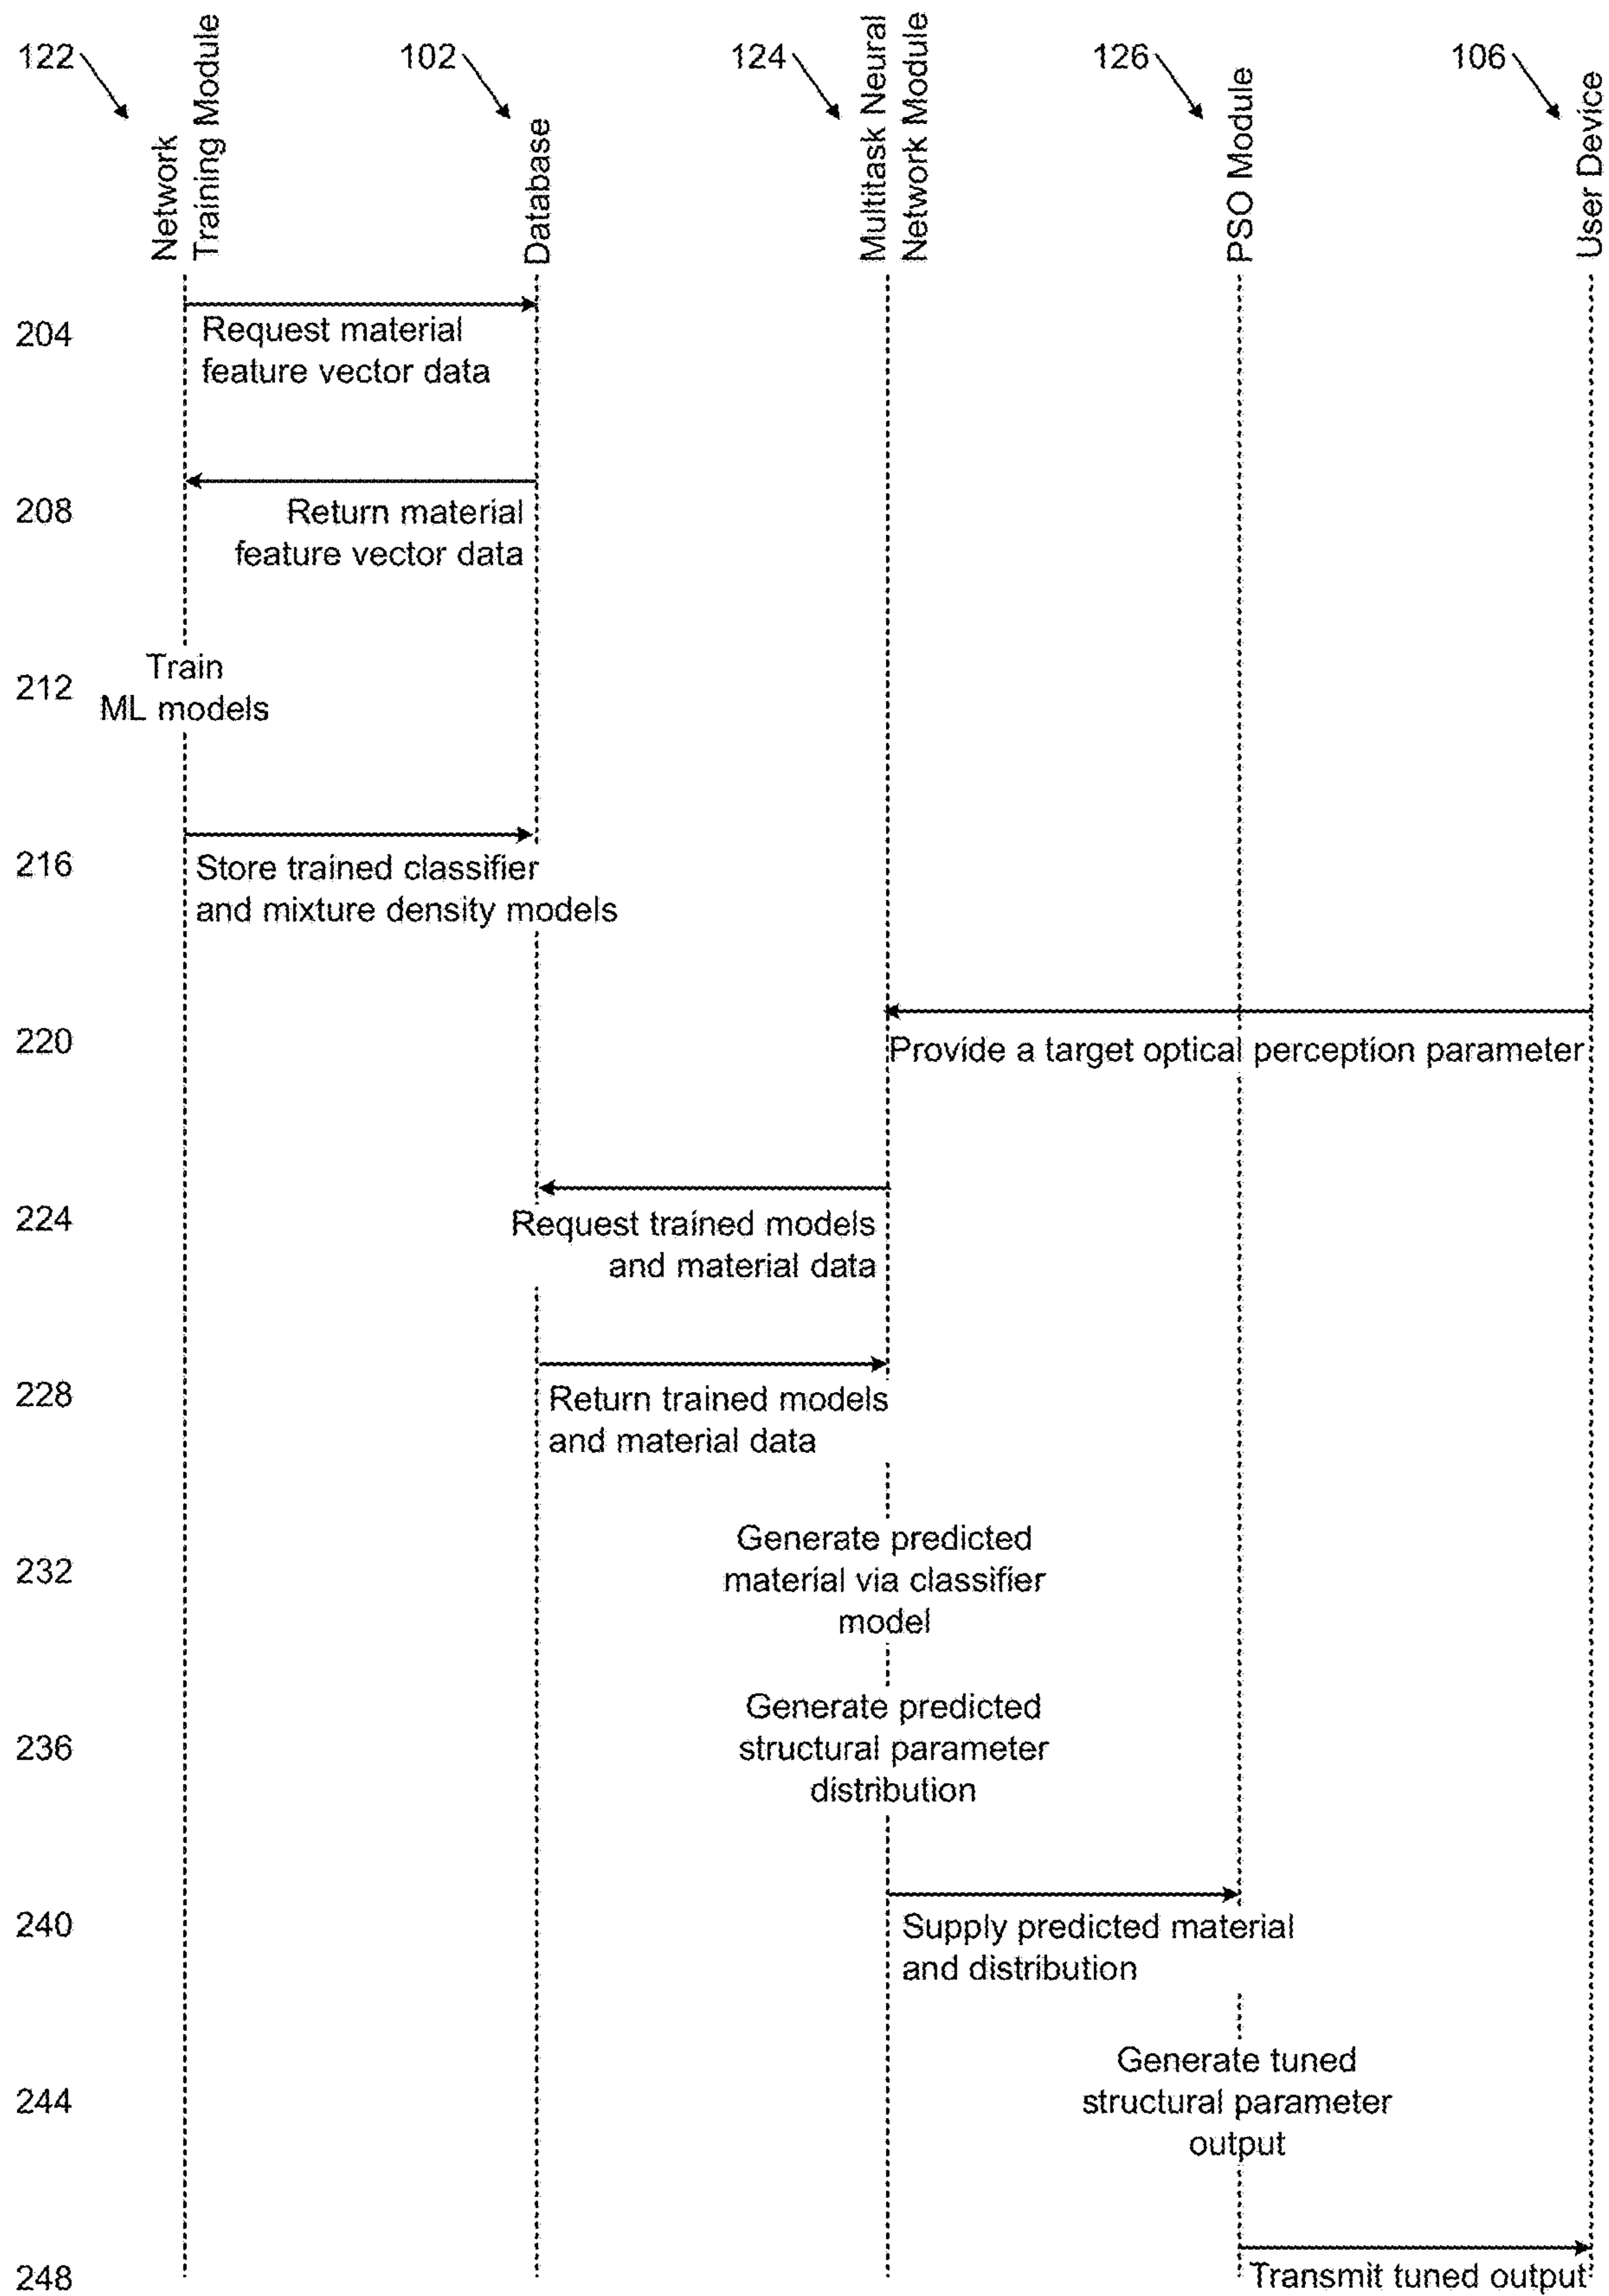 122
Network
Training Module
102
Database
124
Multitask Neural
Network Module
126
PSO Module
106
User Device
204
Request material
feature vector data
208
Return material
feature vector data
212
Train
ML models
216
Store trained classifier
and mixture density models
220
Provide a target optical perception parameter
224
Request trained models
and material data
228
Return trained models
and material data
232
Generate predicted
material via classifier
model
236
Generate predicted
structural parameter
distribution
240
Supply predicted material
and distribution
244
Generate tuned
structural parameter
output
248
Transmit tuned output